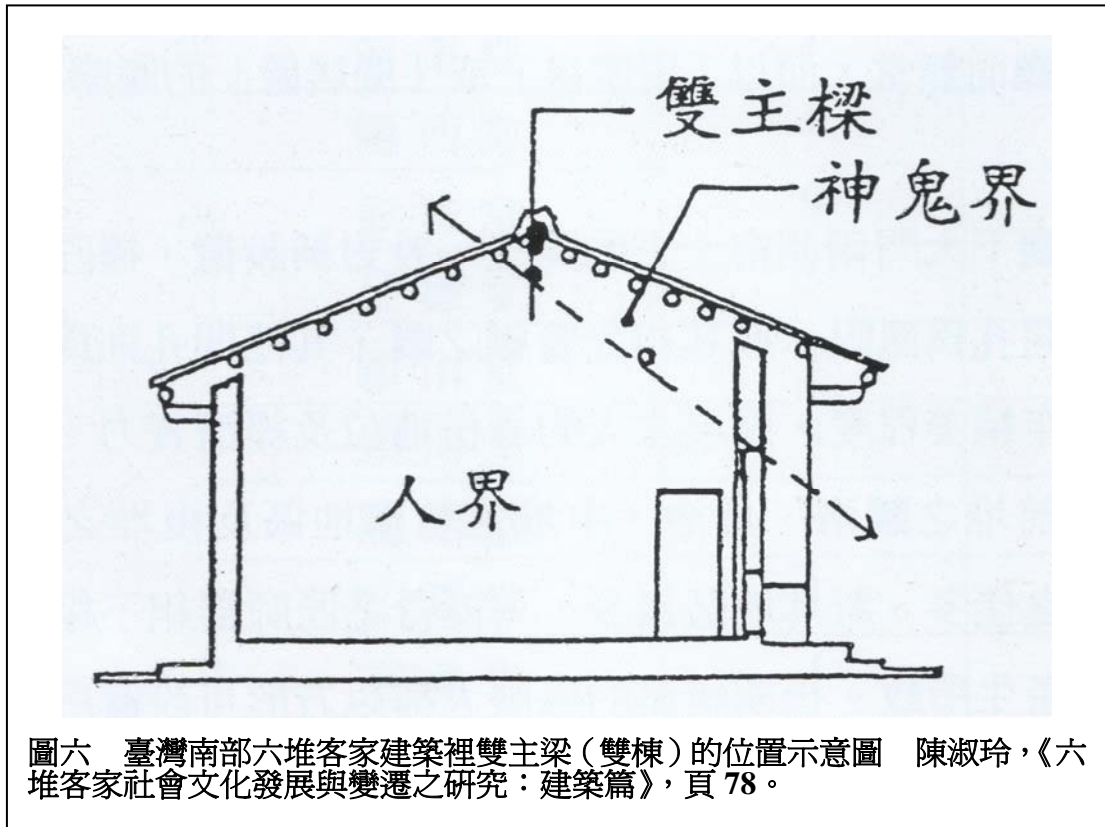 雙主樑
神鬼界
人界
圖六 臺灣南部六堆客家建築裡雙主梁（雙棟）的位置示意圖 陳淑玲，《六
堆客家社會文化發展與變遷之研究：建築篇》，頁 78。